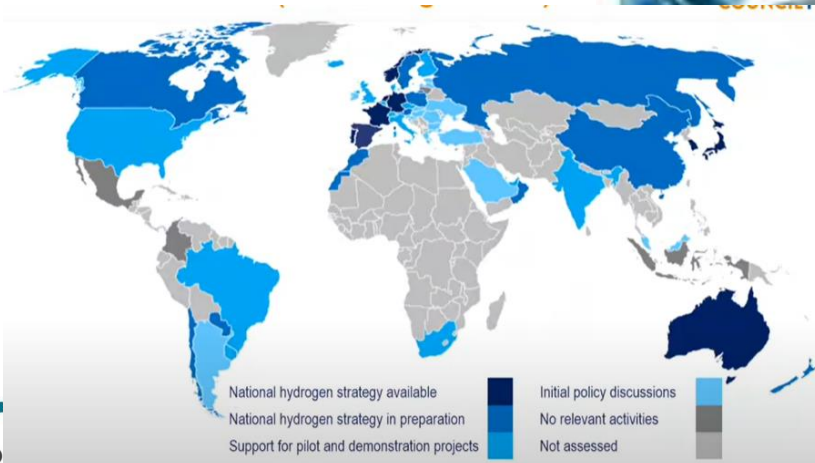 National hydrogen strategy available
National hydrogen strategy in preparation
Support for pilot and demonstration projects
Initial policy discussions
No relevant activities
Not assessed